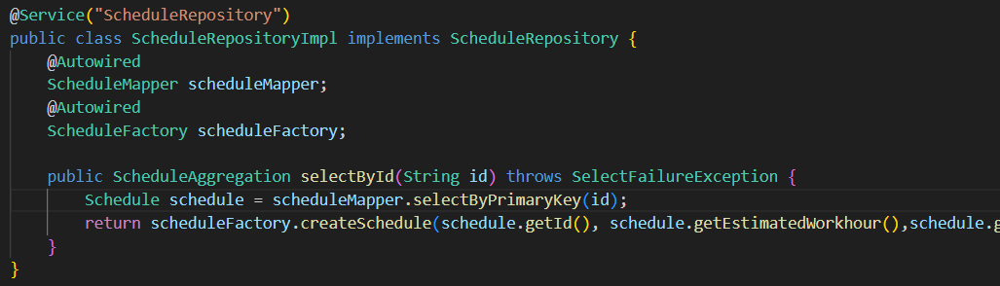 @Service("ScheduleRepository")
public class ScheduleRepositoryImpl implements ScheduleRepository {
@Autowired
ScheduleMapper scheduleMapper;
@Autowired
ScheduleFactory scheduleFactory;
public ScheduleAggregation selectById(String id) throws SelectFailureException {
Schedule schedule = scheduleMapper.selectByPrimaryKey(id);
return scheduleFactory.createSchedule(schedule.getId(), schedule.getEstimatedWorkhour(),schedule.g
}
}